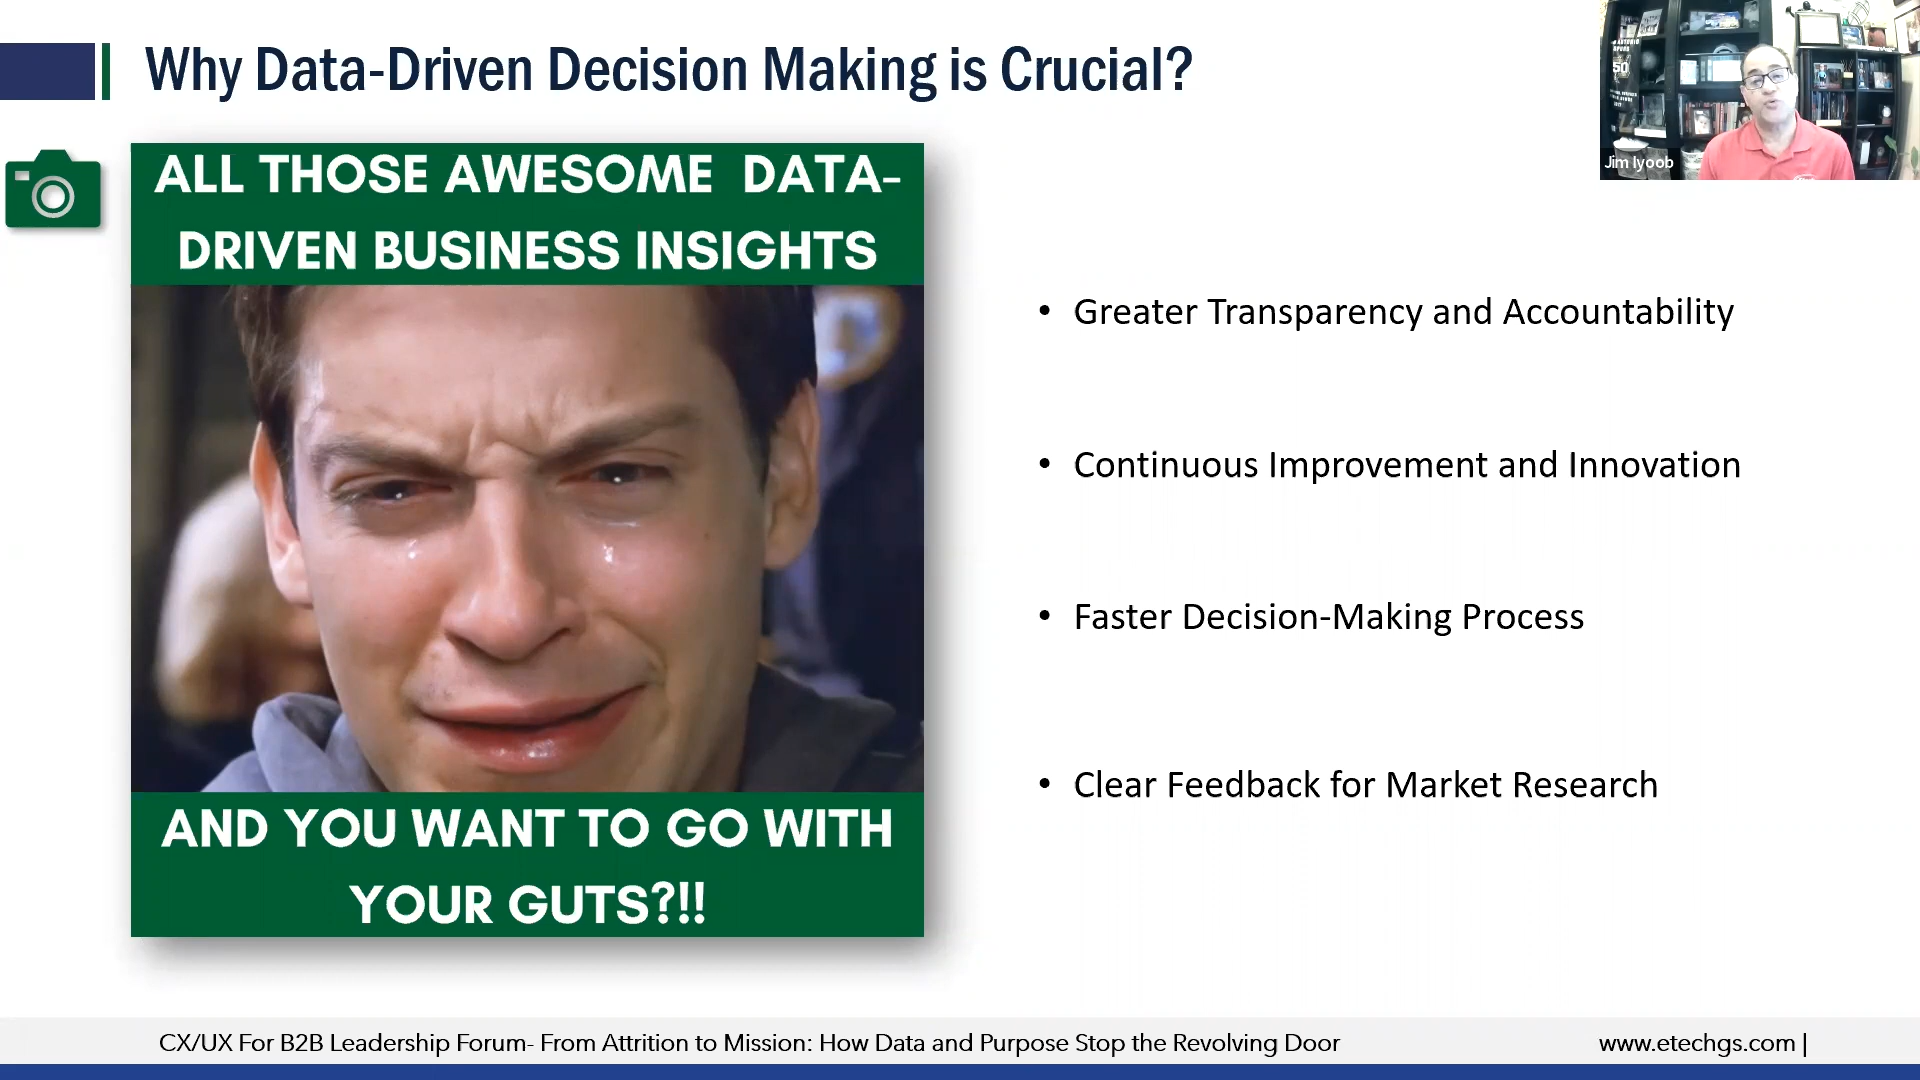 Why Data-Driven Decision Making is Crucial?
Jim Iyoob
ALL THOSE AWESOME DATA-
DRIVEN BUSINESS INSIGHTS
AND YOU WANT TO GO WITH
YOUR GUTS?!!
• Greater Transparency and Accountability
• Continuous Improvement and Innovation
• Faster Decision-Making Process
• Clear Feedback for Market Research
CX/UX For B2B Leadership Forum- From Attrition to Mission: How Data and Purpose Stop the Revolving Door
www.etechgs.com |